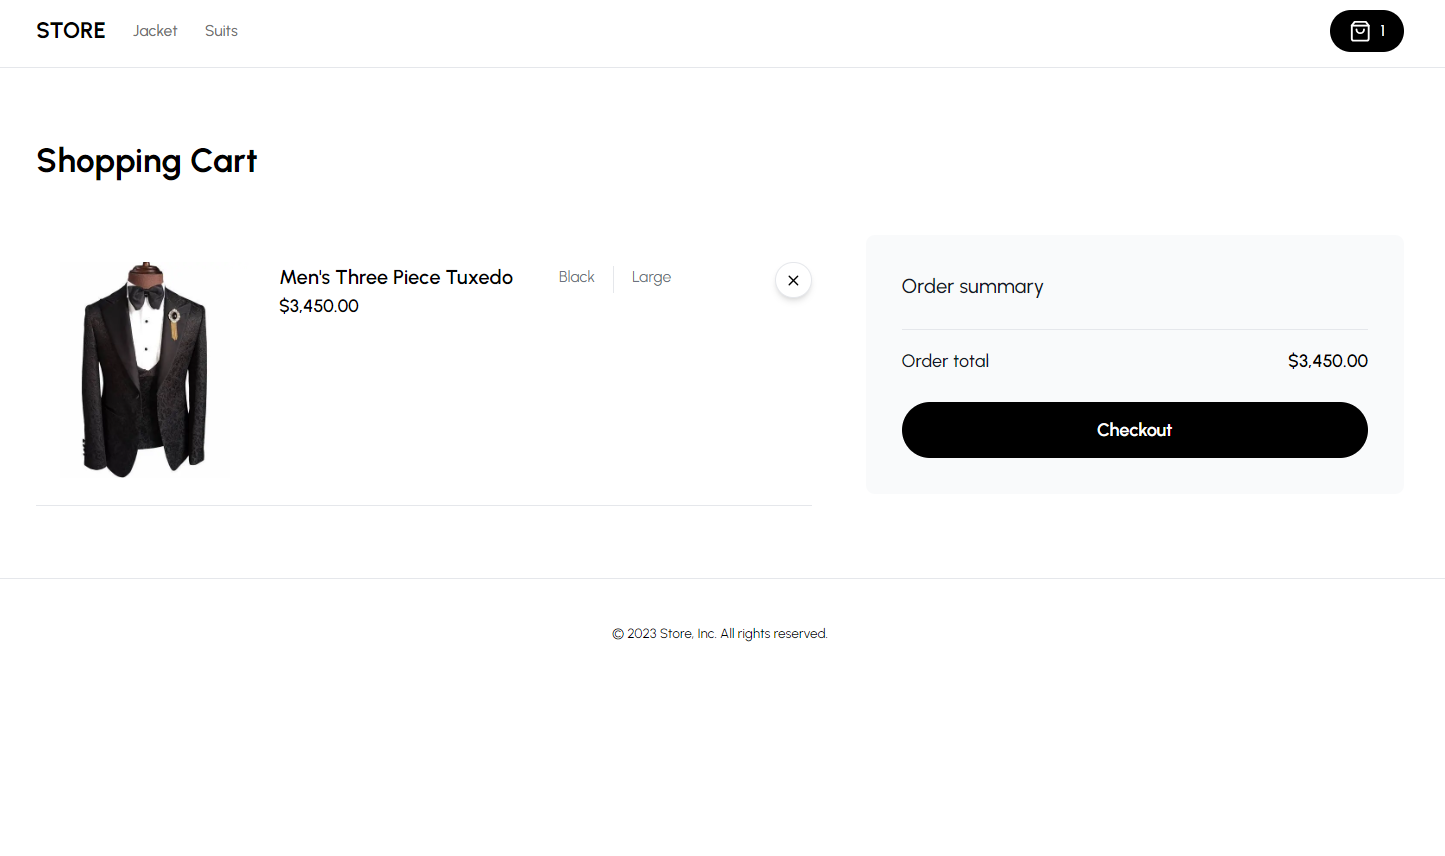 STORE Jacket Suits 1
Shopping Cart
Men's Three Piece Tuxedo Black Large
$3,450.00
Order summary
Order total $3,450.00
Checkout
© 2023 Store, Inc. All rights reserved.